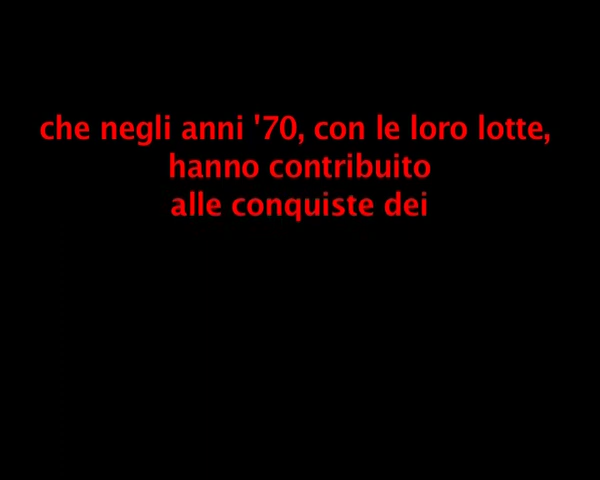 che negli anni '70, con le loro lotte,
hanno contribuito
alle conquiste dei